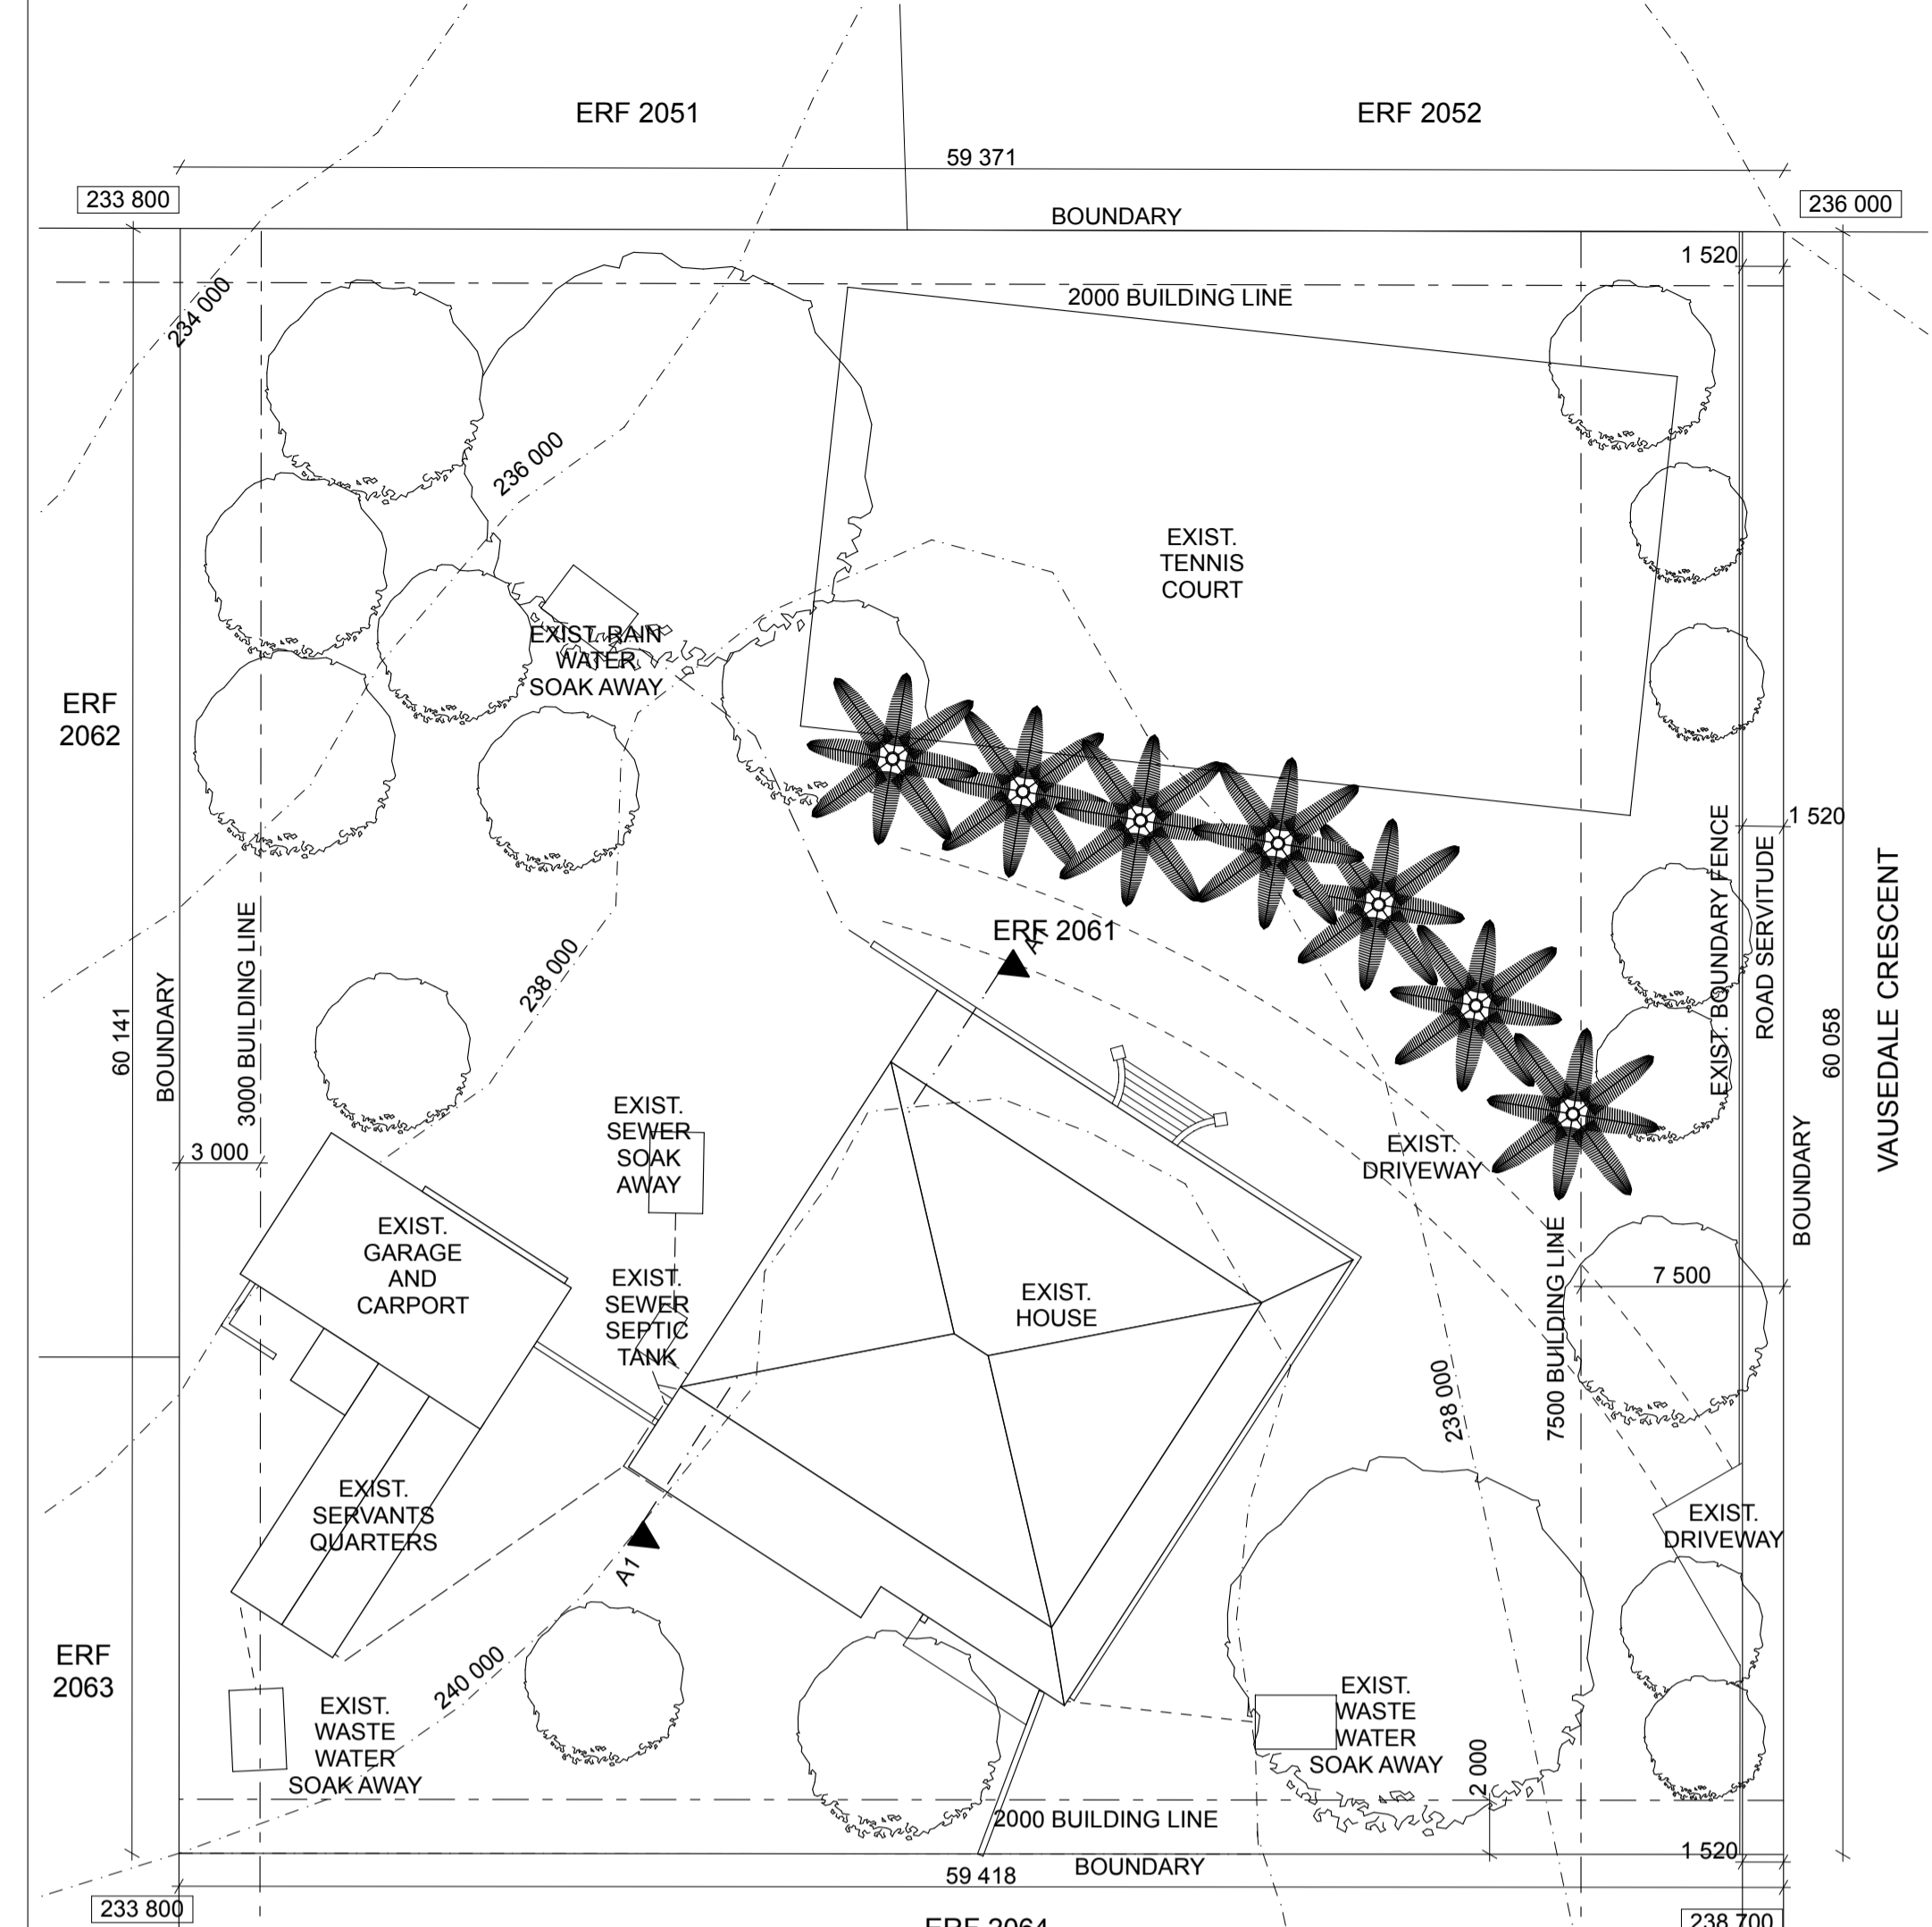 ERF 2051
ERF 2052
59 371
233 800
236 000
BOUNDARY
1 520
2000 BUILDING LINE
234 000
236 000
EXIST.
TENNIS
COURT
EXIST. RAIN
WATER
SOAK AWAY
ERF
2062
1 520
EXIST. BOUNDARY FENCE
ROAD SERVITUDE
VAUSEDALE CRESCENT
60 058
BOUNDARY
ERF 2061
A1
3000 BUILDING LINE
238 000
60 141
BOUNDARY
3 000
EXIST.
SEWER
SOAK
AWAY
EXIST.
DRIVEWAY
EXIST.
GARAGE
AND
CARPORT
EXIST.
SEWER
SEPTIC
TANK
EXIST.
HOUSE
7 500
7500 BUILDING LINE
238 000
EXIST.
SERVANTS
QUARTERS
A1
EXIST.
DRIVEWAY
ERF
2063
240 000
EXIST.
WASTE
WATER
SOAK AWAY
EXIST.
WASTE
WATER
SOAK AWAY
2 000
2000 BUILDING LINE
1 520
BOUNDARY
59 418
233 800
ERF 2064
238 700